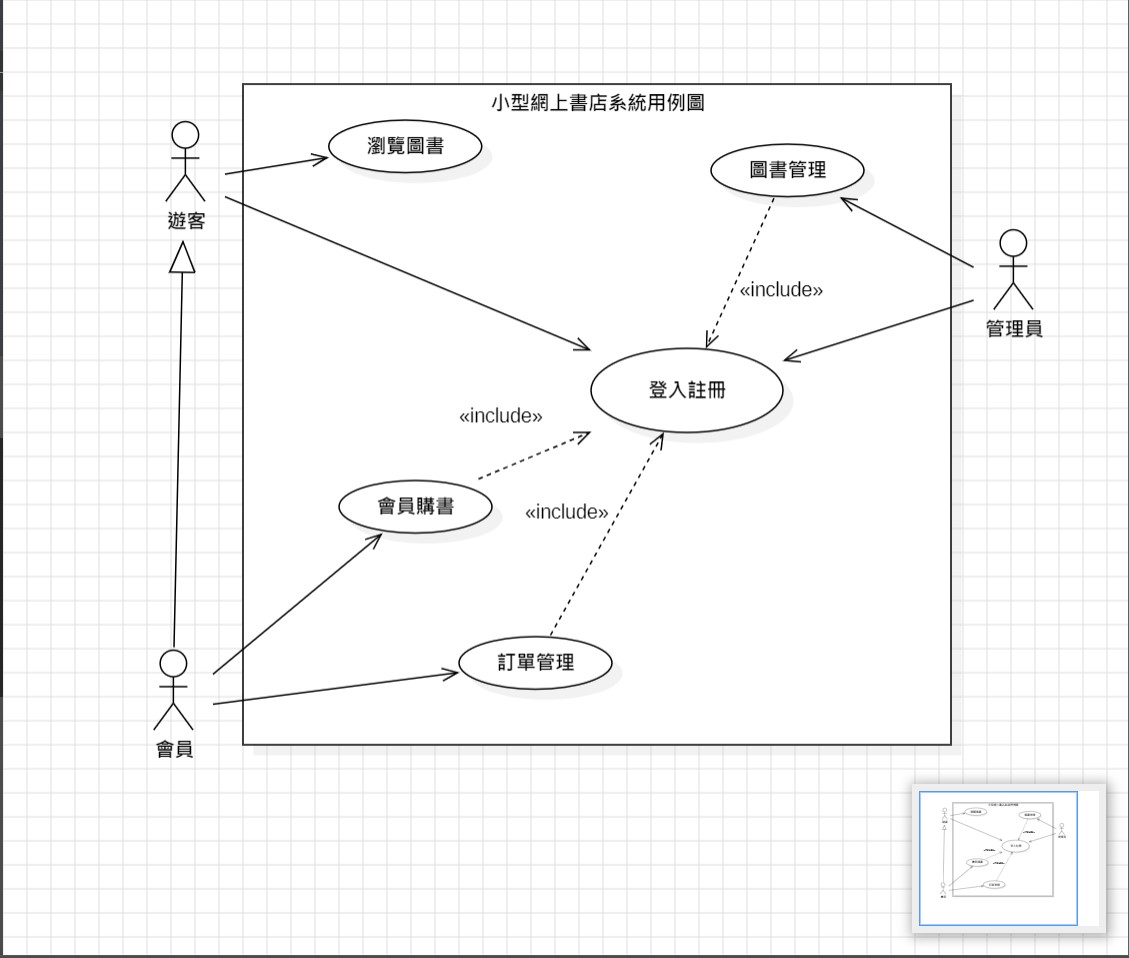 小型網上書店系統用例圖
瀏覽圖書
圖書管理
遊客
«include»
管理員
登入註冊
«include»
會員購書
«include»
訂單管理
會員